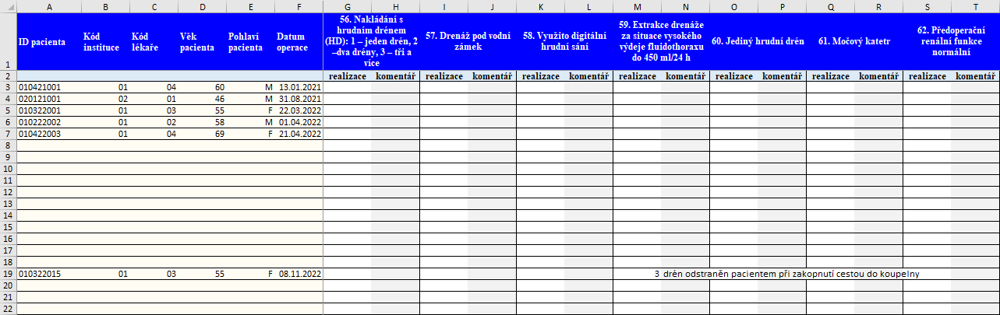 A B C D E F G H I J K L M N O P Q R S T
1
ID pacienta
Kód
instituce
Kód
lékaře
Věk
pacienta
Pohlaví
pacienta
Datum
operace
56. Nakládání s
hrudním drénem
(HD): 1 – jeden drén, 2
–dva drény, 3 – tři a
více
57. Drenáž pod vodní
zámek
58. Využito digitální
hrudní sání
59. Extrakce drenáže
za situace vysokého
výdeje fluidothoraxu
do 450 ml/24 h
60. Jediný hrudní drén
61. Močový katetr
62. Předoperační
renální funkce
normální
2 realizace komentář realizace komentář realizace komentář realizace komentář realizace komentář realizace komentář realizace komentář
3 010421001 01 04 60 M 13.01.2021
4 020121001 02 01 46 M 31.08.2021
5 010322001 01 03 55 F 22.03.2022
6 010222002 01 02 58 M 01.04.2022
7 010422003 01 04 69 F 21.04.2022
8
9
10
11
12
13
14
15
16
17
18
19 010322015 01 03 55 F 08.11.2022 3 drén odstraněn pacientem při zakopnutí cestou do koupelny
20
21
22